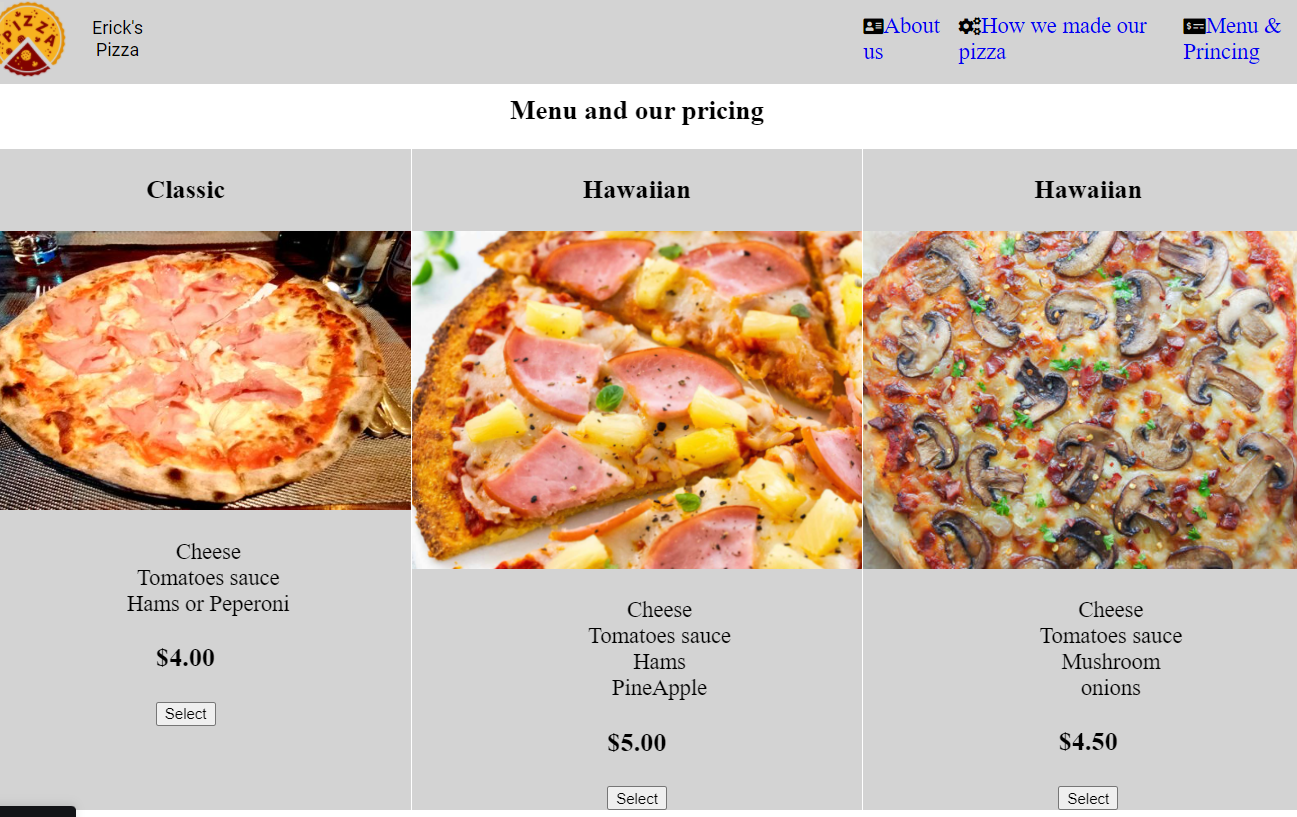 PIZZA
Erick's
Pizza
About
us
How we made our
pizza
Menu &
Princing
Menu and our pricing
Classic
Hawaiian
Hawaiian
Cheese
Tomatoes sauce
Hams or Peperoni
$4.00
Select
Cheese
Tomatoes sauce
Hams
PineApple
$5.00
Select
Cheese
Tomatoes sauce
Mushroom
onions
$4.50
Select